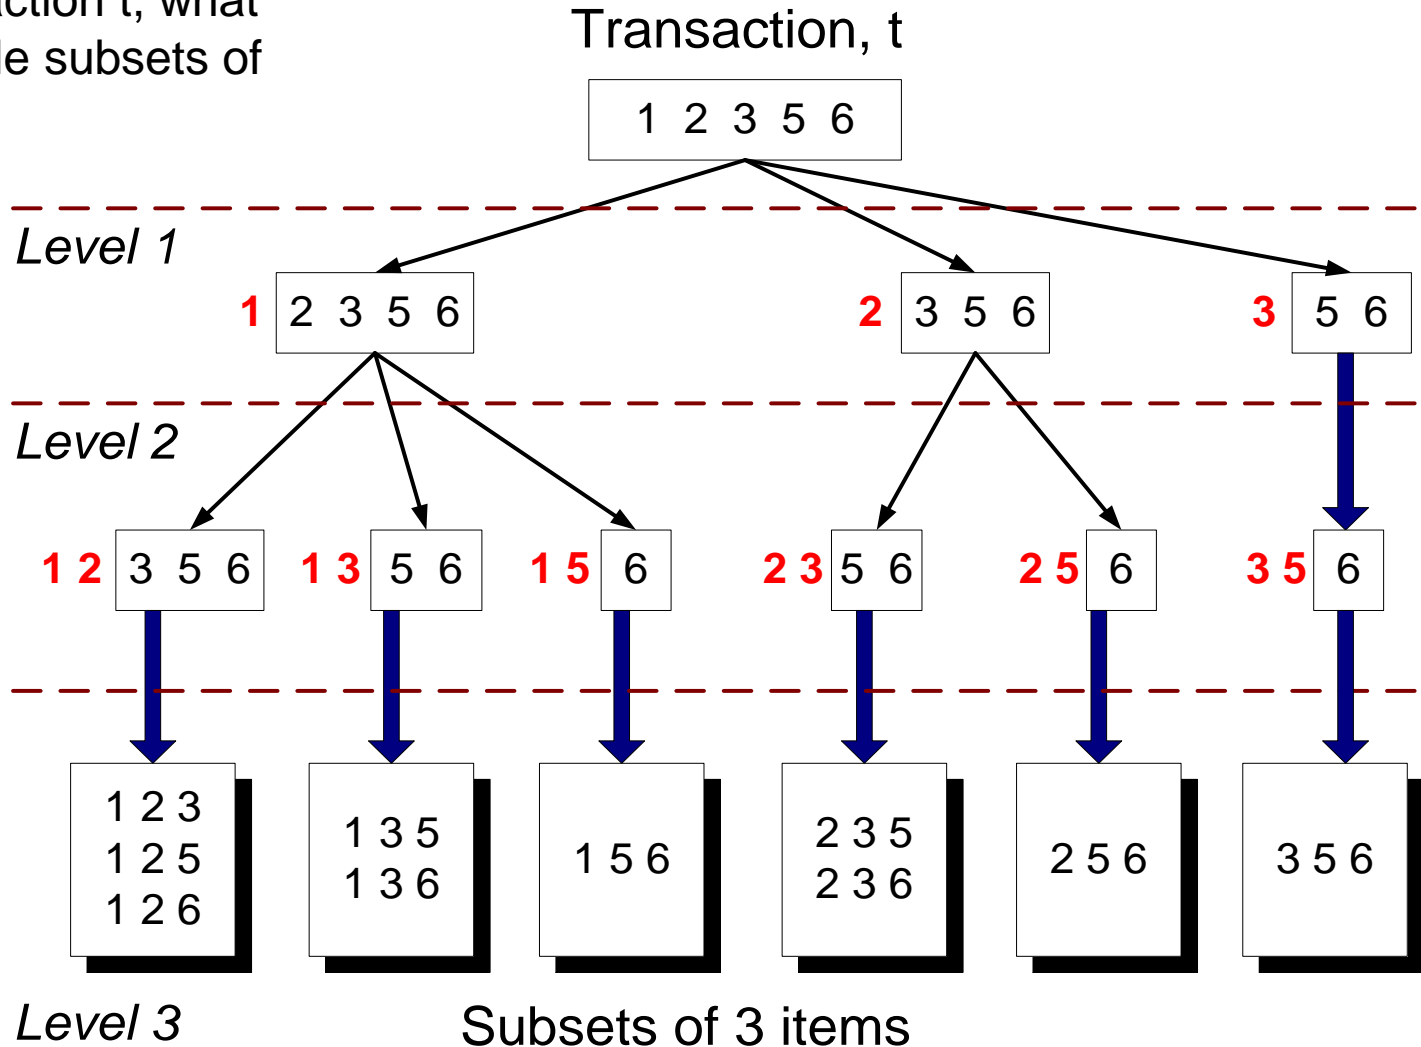 t, what
subsets of
Transaction, t
1 2 3 5 6
Level 1
1 2 3 5 6
2 3 5 6
3 5 6
Level 2
1 2 3 5 6
1 3 5 6
1 5 6
2 3 5 6
2 5 6
3 5 6
1 2 3
1 2 5
1 2 6
1 3 5
1 3 6
1 5 6
2 3 5
2 3 6
2 5 6
3 5 6
Level 3
Subsets of 3 items